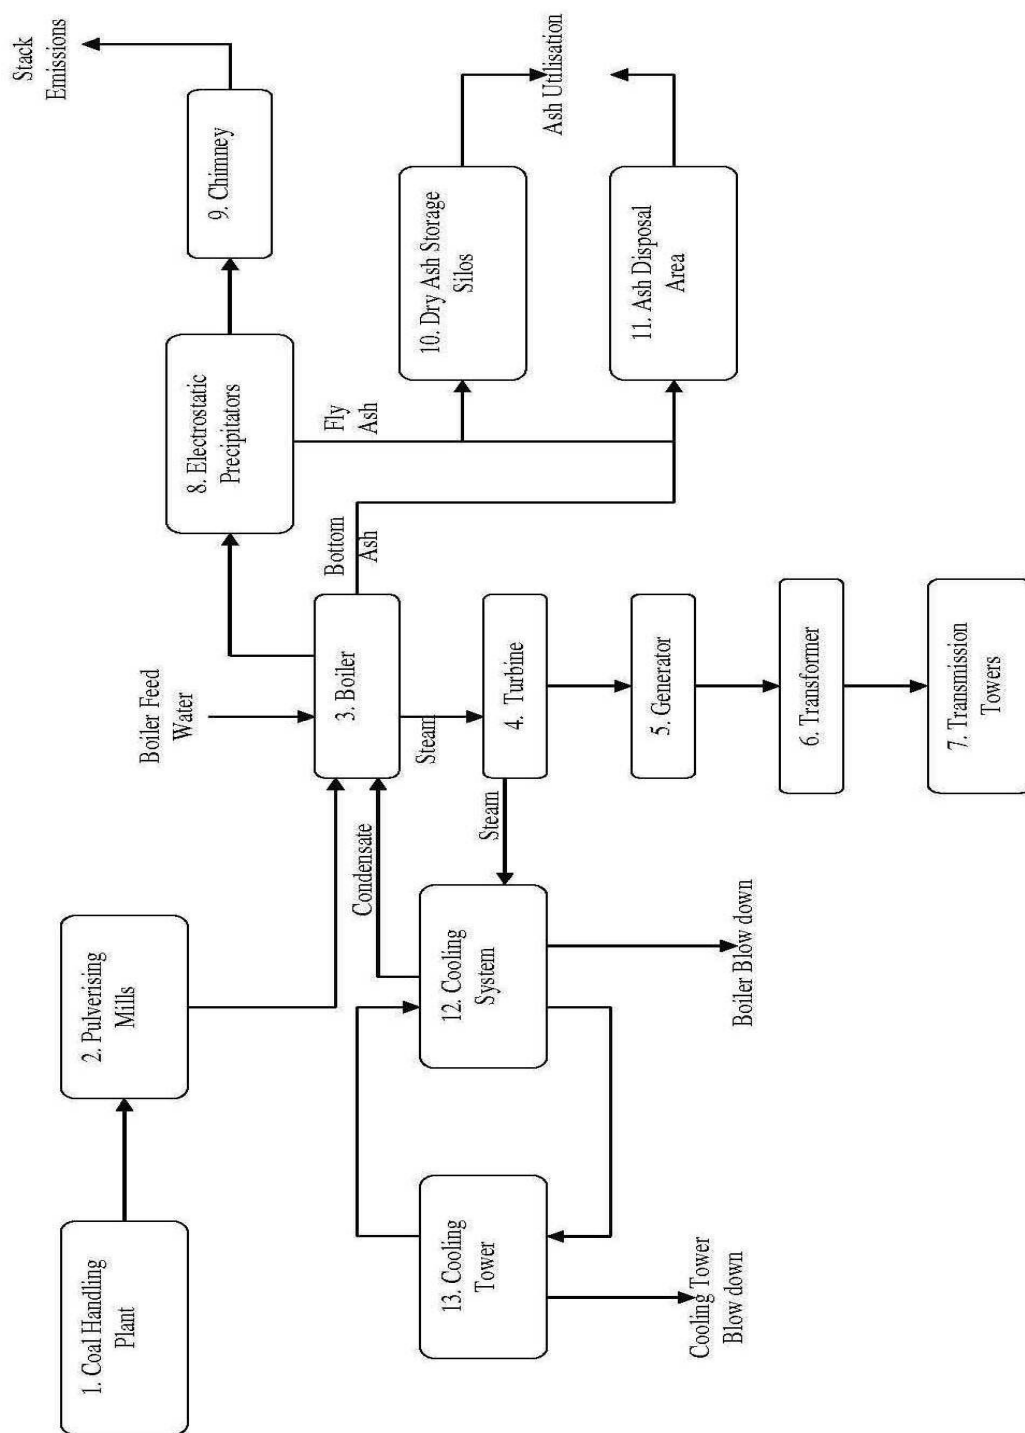 Stack
Emissions
9. Chimney
8. Electrostatic
Precipitators
Fly
Ash
10. Dry Ash Storage
Silos
Ash Utilisation
11. Ash Disposal
Area
Bottom
Ash
Boiler Feed
Water
3. Boiler
Steam
4. Turbine
5. Generator
6. Transformer
7. Transmission
Towers
1. Coal Handling
Plant
2. Pulverising
Mills
Condensate
Steam
12. Cooling
System
Boiler Blow down
13. Cooling
Tower
Cooling Tower
Blow down